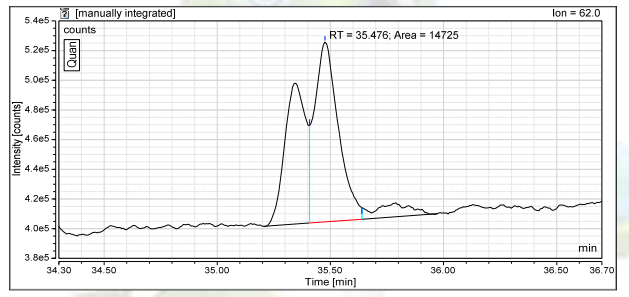 [manually integrated]
Ion = 62.0
counts
Quan
RT = 35.476; Area = 14725
Intensity [counts]
5.4e5
5.2e5
5.0e5
4.8e5
4.6e5
4.4e5
4.2e5
4.0e5
3.8e5
min
34.30 34.50 35.00 35.50 36.00 36.50 36.70
Time [min]